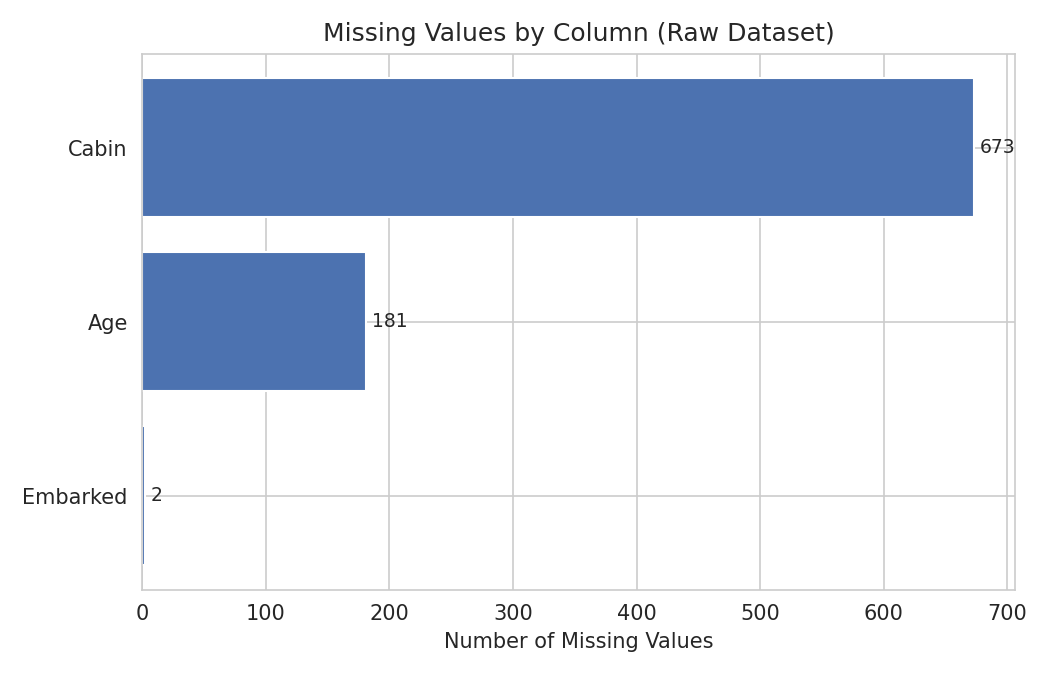 Missing Values by Column (Raw Dataset)
Cabin
673
Age
181
Embarked
2
0 100 200 300 400 500 600 700
Number of Missing Values